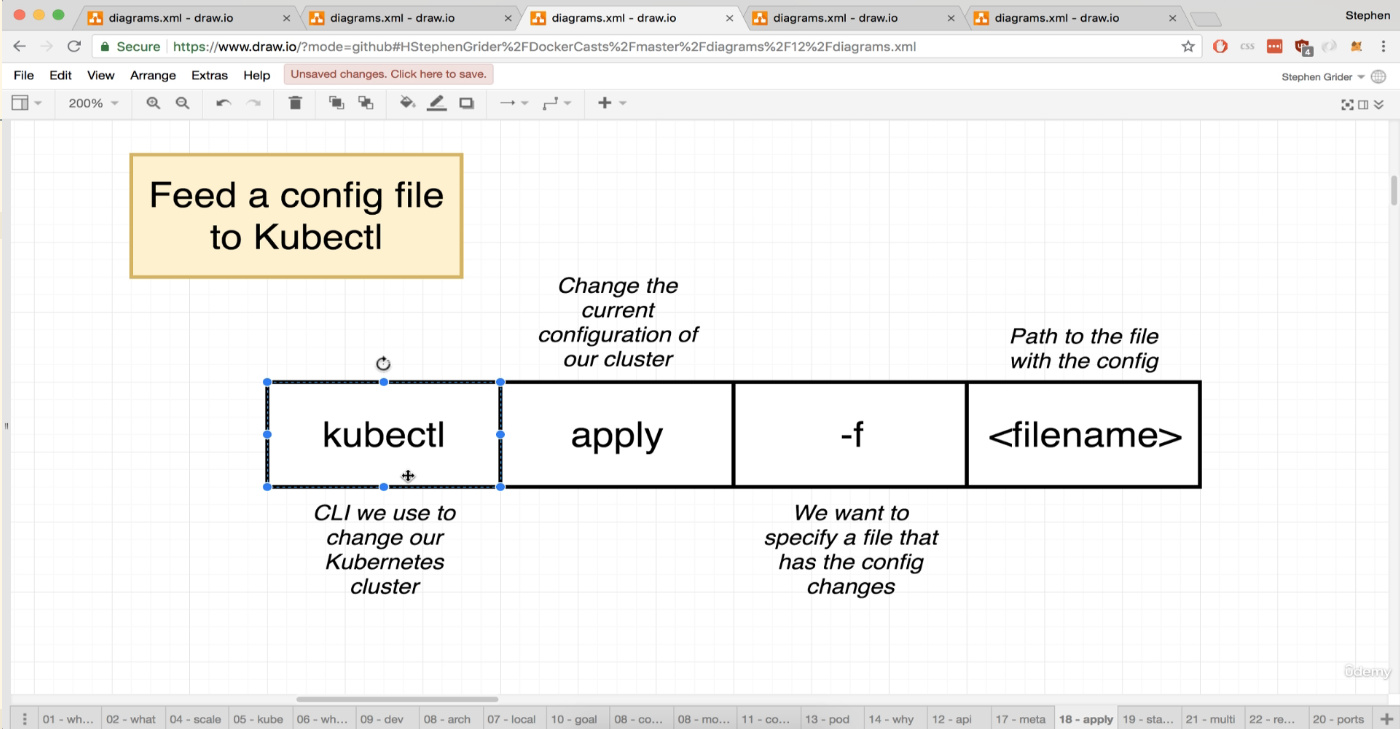 diagrams.xml - draw.io
diagrams.xml - draw.io
diagrams.xml - draw.io
diagrams.xml - draw.io
diagrams.xml - draw.io
Stephen
Secure
https://www.draw.io/?mode=github#HStephenGrider%2FDockerCasts%2Fmaster%2Fdiagrams%2F12%2Fdiagrams.xml
CSS
4
File Edit View Arrange Extras Help
Unsaved changes. Click here to save.
Stephen Grider
200%
Feed a config file
to Kubectl
Change the
current
configuration of
our cluster
Path to the file
with the config
kubectl
apply
-f
<filename>
CLI we use to
change our
Kubernetes
cluster
We want to
specify a file that
has the config
changes
ûdemy
01 - wh...
02 - what
04 - scale
05 - kube
06 - wh...
09 - dev
08 - arch
07 - local
10 - goal
08 - co...
08 - mo...
11 - co...
13 - pod
14 - why
12 - api
17 - meta
18 - apply
19 - sta...
21 - multi
22 - re...
20 - ports